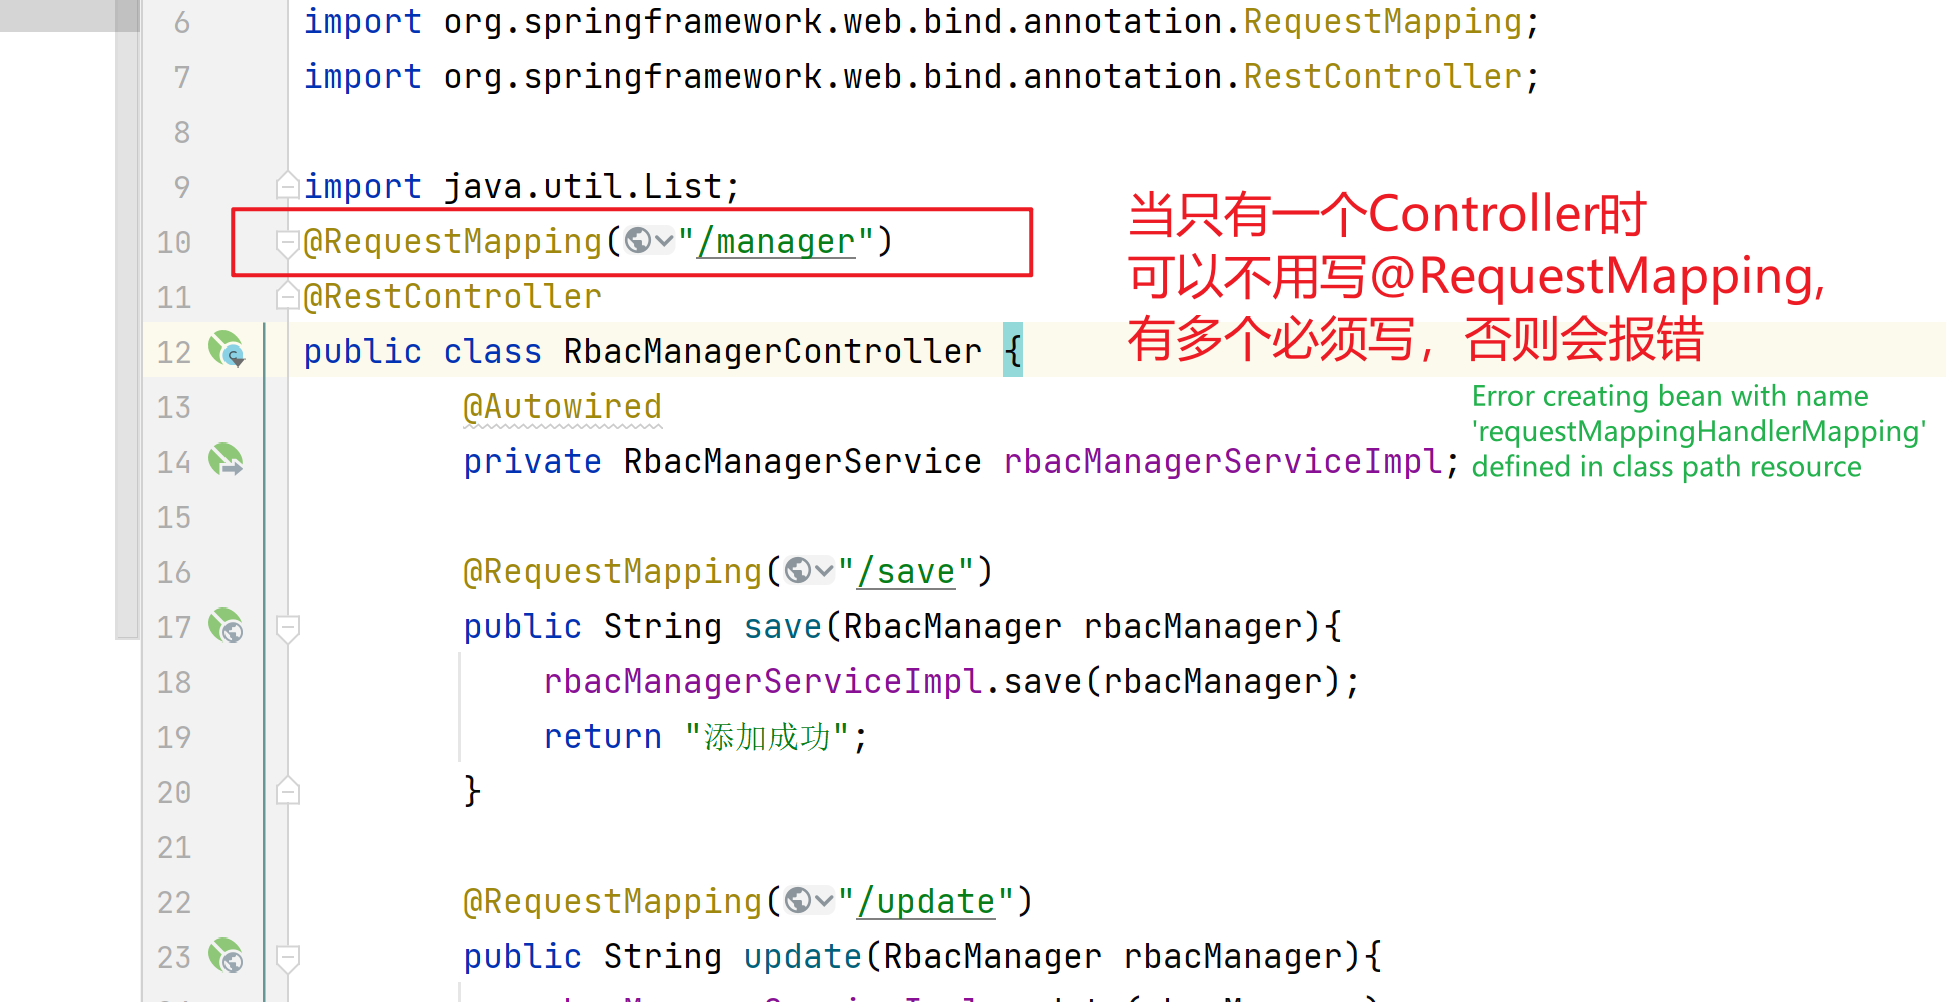 6 import org.springframework.web.bind.annotation.RequestMapping;
7 import org.springframework.web.bind.annotation.RestController;
8
9 import java.util.List;
10 @RequestMapping("/manager")
11 @RestController
12 public class RbacManagerController {
13 @Autowired
14 private RbacManagerService rbacManagerServiceImpl;
15
16 @RequestMapping("/save")
17 public String save(RbacManager rbacManager){
18 rbacManagerServiceImpl.save(rbacManager);
19 return "添加成功";
20 }
21
22 @RequestMapping("/update")
23 public String update(RbacManager rbacManager){
当只有一个Controller时
可以不用写@RequestMapping,
有多个必须写，否则会报错
Error creating bean with name
'requestMappingHandlerMapping'
defined in class path resource